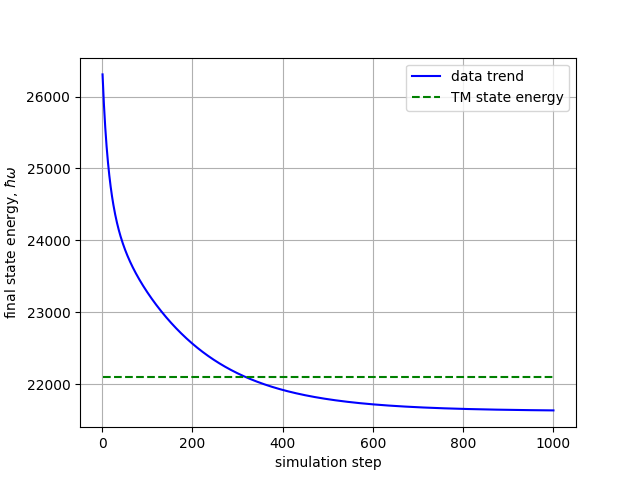 data trend
TM state energy
26000
25000
24000
23000
22000
final state energy, ħω
0 200 400 600 800 1000
simulation step